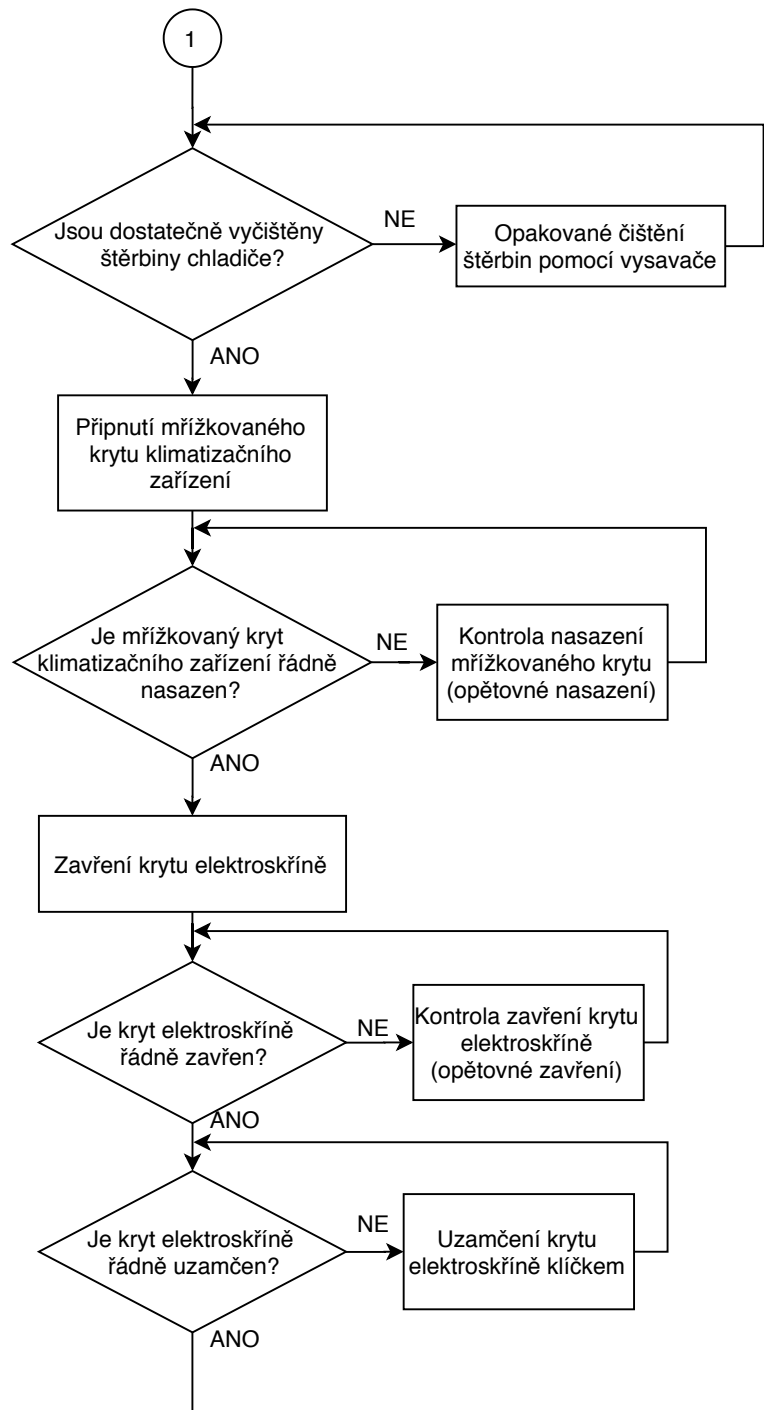 1
Jsou dostatečně vyčištěny
štěrbiny chladiče?
NE
Opakované čištění
štěrbin pomocí vysavače
ANO
Připnutí mřížkovaného
krytu klimatizačního
zařízení
Je mřížkovaný kryt
klimatizačního zařízení řádně
nasazen?
NE
Kontrola nasazení
mřížkovaného krytu
(opětovné nasazení)
ANO
Zavření krytu elektroskříně
Je kryt elektroskříně
řádně zavřen?
NE
Kontrola zavření krytu
elektroskříně
(opětovné zavření)
ANO
Je kryt elektroskříně
řádně uzamčen?
NE
Uzamčení krytu
elektroskříně klíčkem
ANO